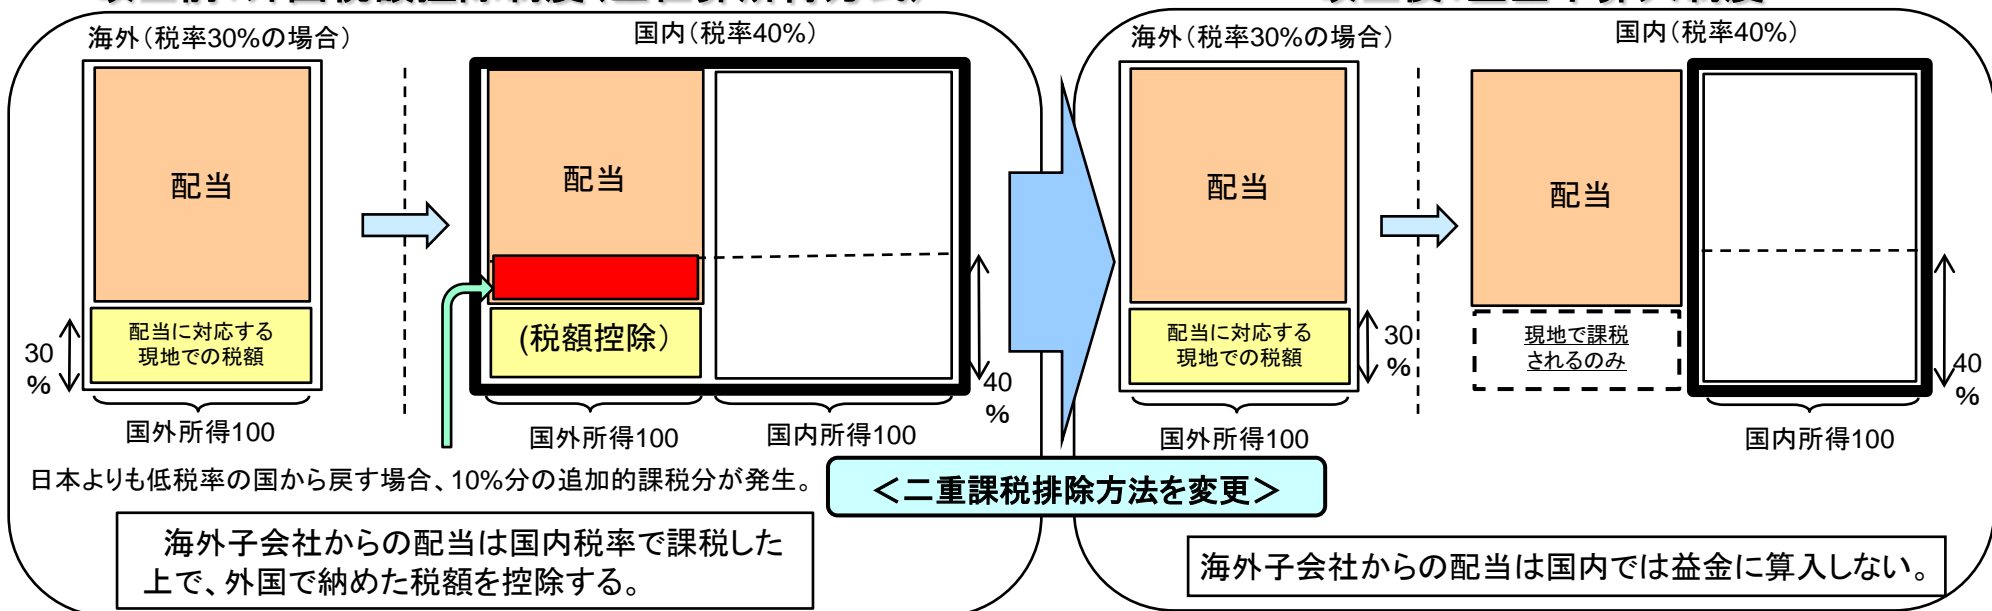 海外（税率30%の場合）
国内（税率40%）
配当
配当
配当に対応する
現地での税額
(税額控除）
30
%
40
%
国外所得100
国外所得100
国内所得100
日本よりも低税率の国から戻す場合、10%分の追加的課税分が発生。
海外子会社からの配当は国内税率で課税した
上で、外国で納めた税額を控除する。
＜二重課税排除方法を変更＞
海外（税率30%の場合）
国内（税率40%）
配当
配当
配当に対応する
現地での税額
30
%
現地で課税
されるのみ
40
%
国外所得100
国内所得100
海外子会社からの配当は国内では益金に算入しない。